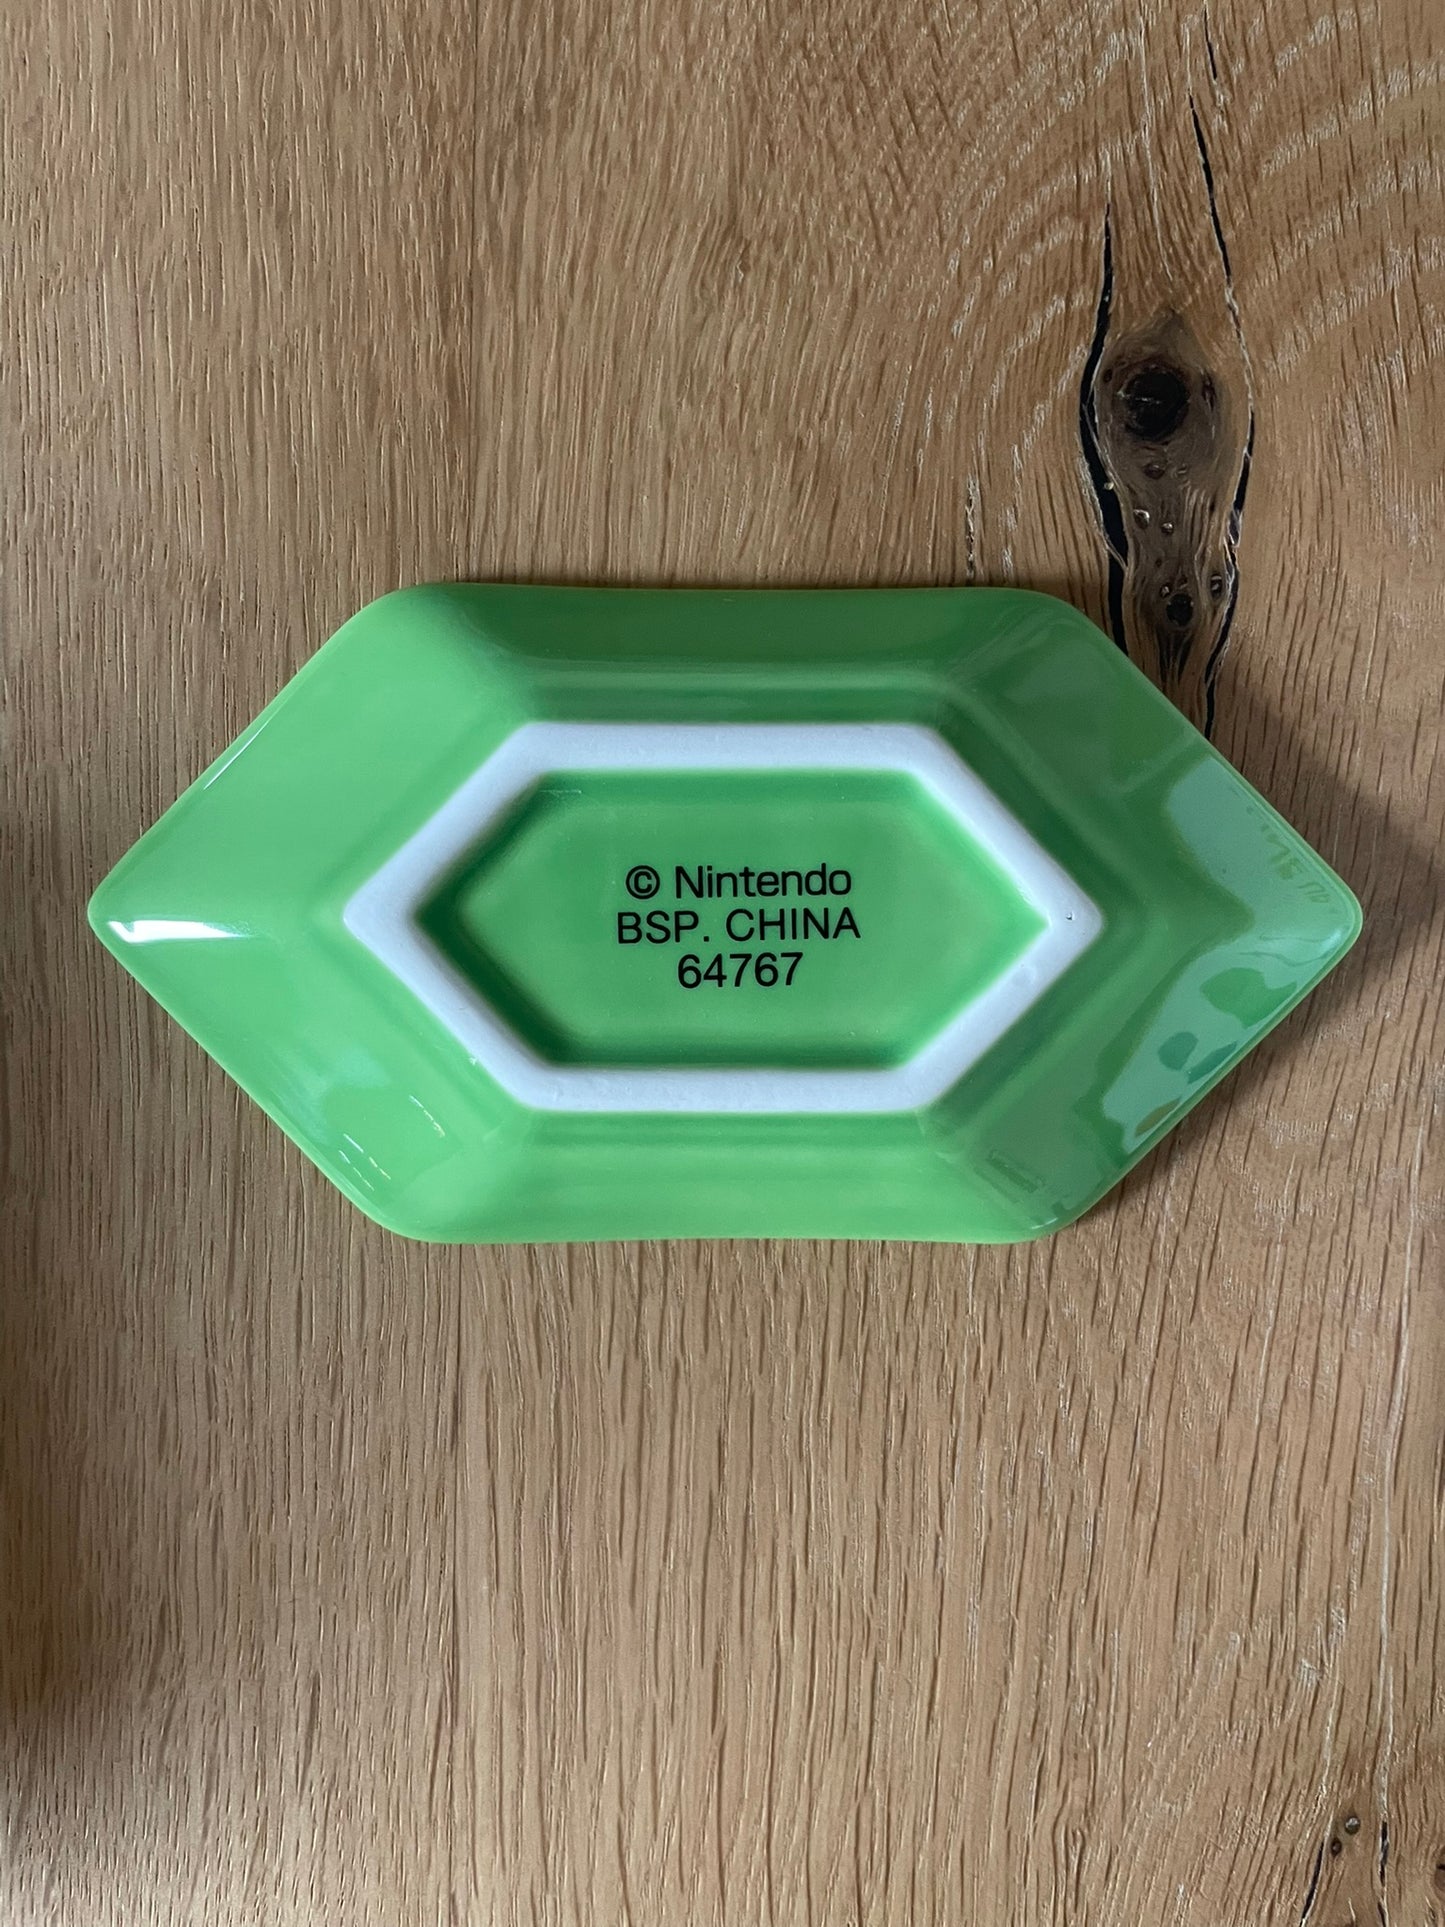 © Nintendo
BSP. CHINA
64767